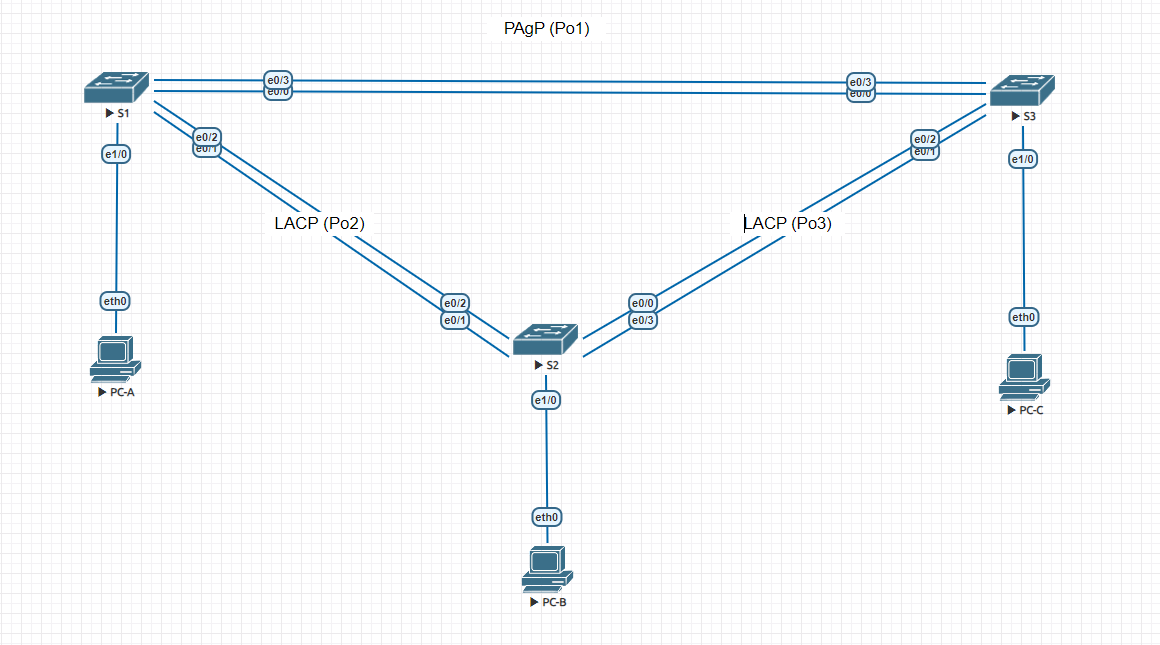 PAgP (Po1)
e0/3
e0/3
e0/0
e0/0
S1
S3
e0/2
e0/1
e0/2
e0/1
e1/0
e1/0
LACP (Po2)
LACP (Po3)
eth0
e0/2
e0/0
eth0
e0/1
e0/3
S2
PC-A
e1/0
PC-C
eth0
PC-B